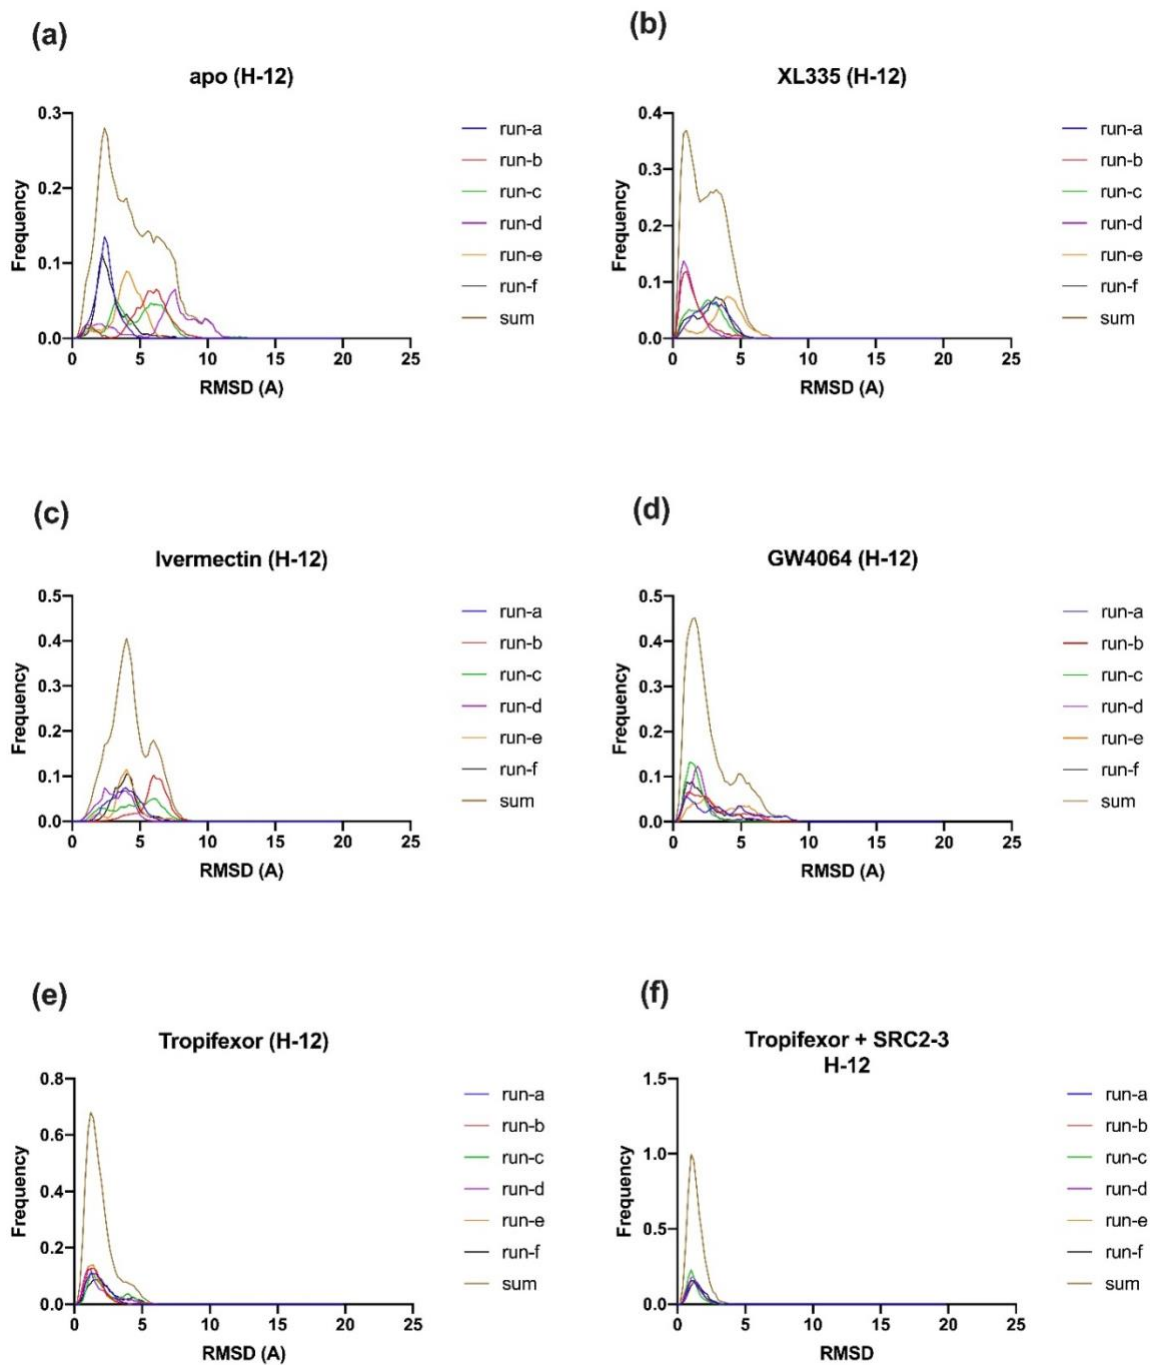 (a)
apo (H-12)
0.3
0.2
0.1
0.0
Frequency
0 5 10 15 20 25
RMSD (A)
run-a
run-b
run-c
run-d
run-e
run-f
sum
(b)
XL335 (H-12)
0.4
0.3
0.2
0.1
0.0
Frequency
0 5 10 15 20 25
RMSD (A)
run-a
run-b
run-c
run-d
run-e
run-f
sum
(c)
Ivermectin (H-12)
0.5
0.4
0.3
0.2
0.1
0.0
Frequency
0 5 10 15 20 25
RMSD (A)
run-a
run-b
run-c
run-d
run-e
run-f
sum
(d)
GW4064 (H-12)
0.5
0.4
0.3
0.2
0.1
0.0
Frequency
0 5 10 15 20 25
RMSD (A)
run-a
run-b
run-c
run-d
run-e
run-f
sum
(e)
Tropifexor (H-12)
0.8
0.6
0.4
0.2
0.0
Frequency
0 5 10 15 20 25
RMSD (A)
run-a
run-b
run-c
run-d
run-e
run-f
sum
(f)
Tropifexor + SRC2-3
H-12
1.5
1.0
0.5
0.0
Frequency
0 5 10 15 20 25
RMSD
run-a
run-b
run-c
run-d
run-e
run-f
sum